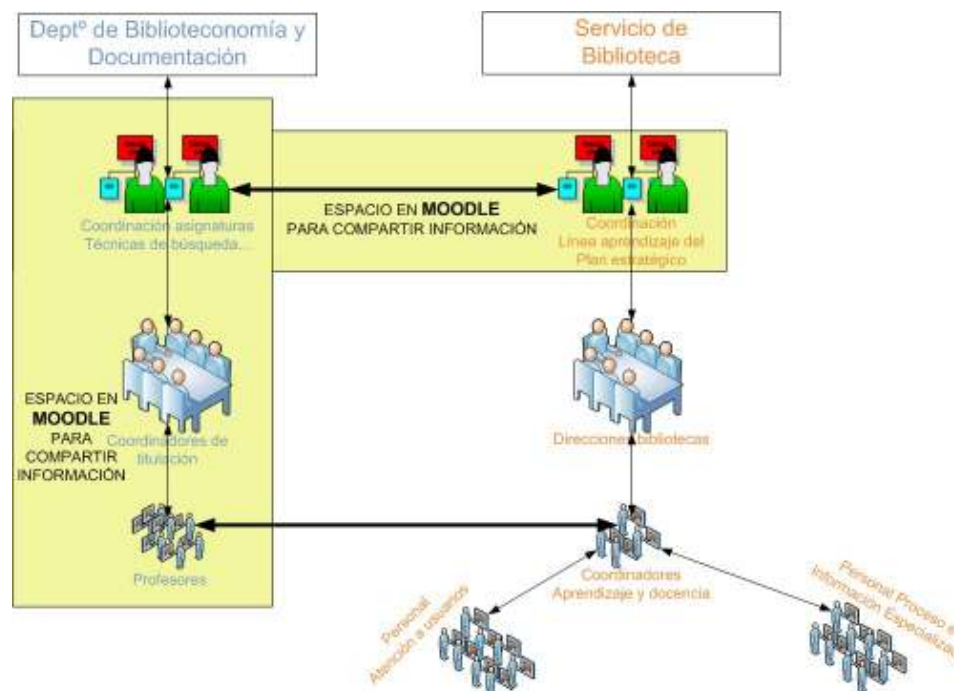 Deptº de Biblioteconomía y
Documentación
Servicio de
Biblioteca
Coordinación asignaturas
Técnicas de búsqueda...
ESPACIO EN MOODLE
PARA COMPARTIR INFORMACIÓN
Coordinación
Línea aprendizaje del
Plan estratégico
ESPACIO EN
MOODLE
PARA
COMPARTIR
INFORMACIÓN
Coordinadores de
titulación
Direcciones bibliotecas
Profesores
Coordinadores
Aprendizaje y docencia
Personal
Atención a usuarios
Personal Proceso e
Información Especializa